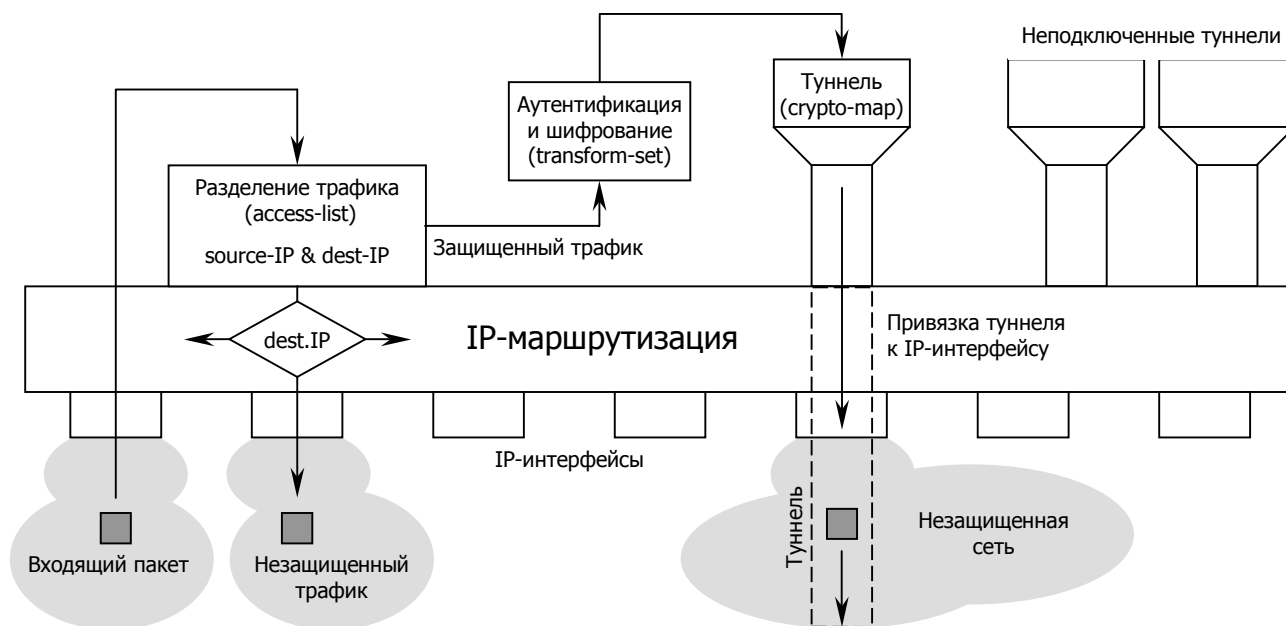 Неподключенные туннели
Туннель
(crypto-map)
Аутентификация
и шифрование
(transform-set)
Разделение трафика
(access-list)
source-IP & dest-IP
Защищенный трафик
dest.IP
IP-маршрутизация
Привязка туннеля
к IP-интерфейсу
IP-интерфейсы
Входящий пакет
Незащищенный
трафик
Туннель
Незащищенная
сеть